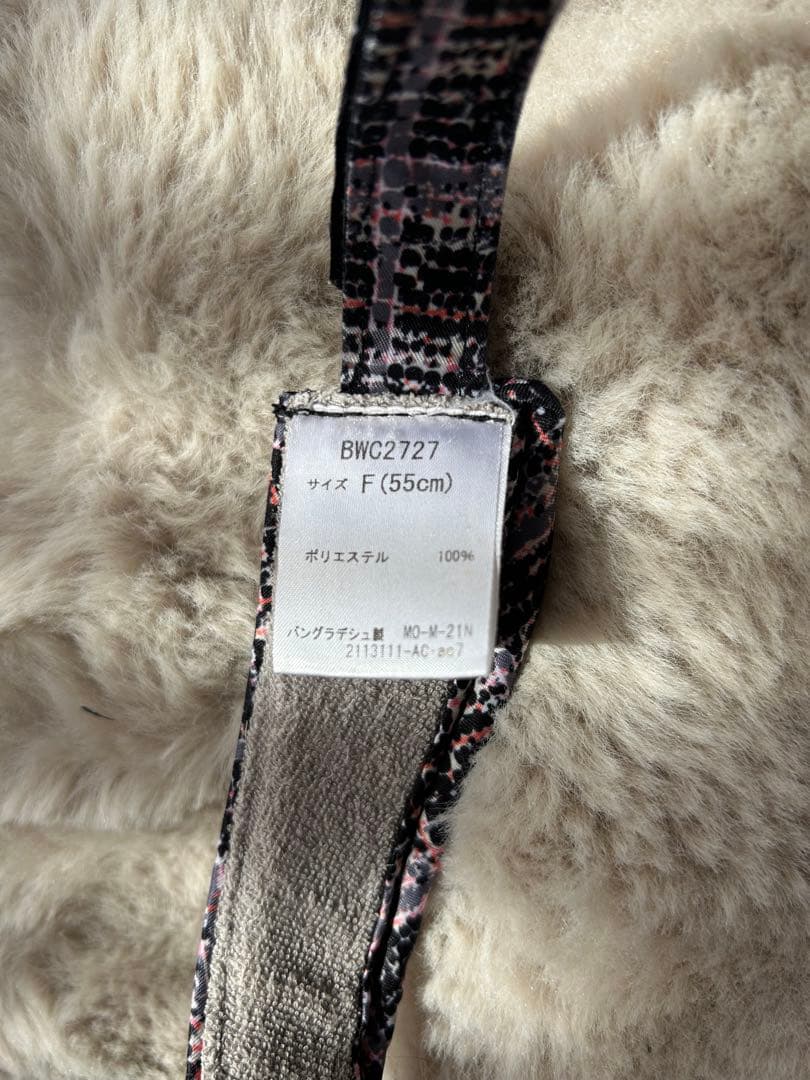 BWC2727
サイズ F(55cm)
ポリエステル 100%
バングラデシュ製 MO-M-21N
2113111-AC-ac7